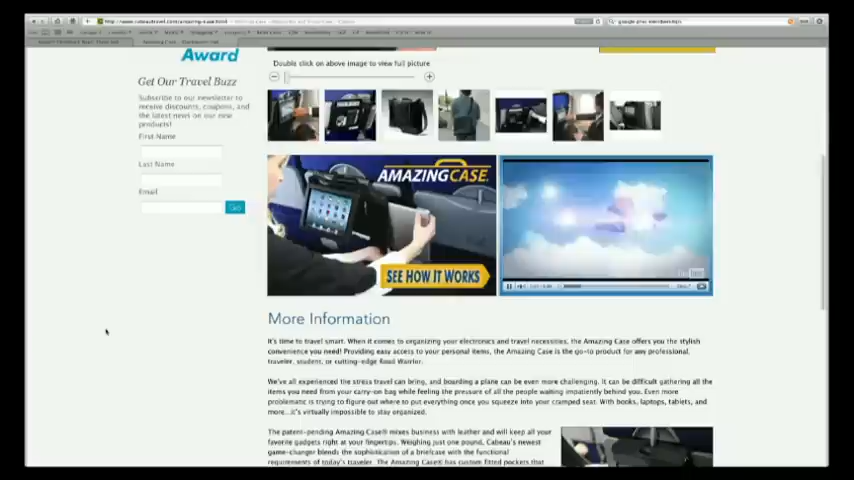 Award
Get Our Travel Buzz
Subscribe to our newsletter to
receive discounts, coupons, and
the latest news on our new
products!
First Name
Last Name
Email
Go
Double click on above image to view full picture
AMAZINGCASE.
SEE HOW IT WORKS
More Information
It's time to travel smart. When it comes to organizing your electronics and travel necessities, the Amazing Case offers you the stylish
convenience you need! Providing easy access to your personal items, the Amazing Case is the go-to product for any professional,
traveler, student, or cutting-edge Road Warrior.
We've all experienced the stress travel can bring, and boarding a plane can be even more challenging. It can be difficult gathering all the
items you need from your carry-on bag while feeling the pressure of all the people waiting impatiently behind you. Even more
problematic is trying to figure out where to put everything once you squeeze into your cramped seat. With books, laptops, tablets, and
more...it's virtually impossible to stay organized.
The patent-pending Amazing Case® mixes business with leather and will keep all your
favorite gadgets right at your fingertips. Weighing just one pound, Cabeau's newest
game-changer blends the sophistication of a briefcase with the functional
requirements of today's traveler. The Amazing Case® has custom fitted pockets that